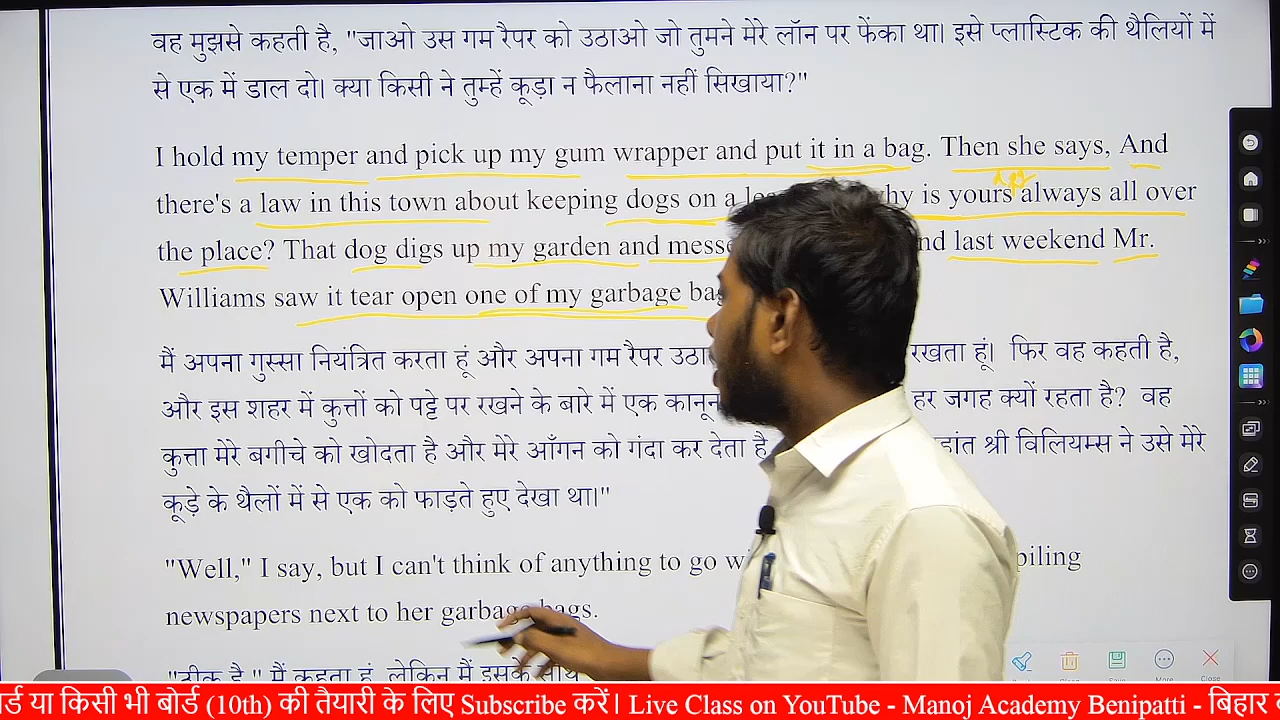 वह मुझसे कहती है, "जाओ उस गम रैपर को उठाओ जो तुमने मेरे लॉन पर फेंका था। इसे प्लास्टिक की थैलियों में
से एक में डाल दो। क्या किसी ने तुम्हें कूड़ा न फैलाना नहीं सिखाया?"
I hold my temper and pick up my gum wrapper and put it in a bag. Then she says, And
there's a law in this town about keeping dogs on a is yours always all over
the place? That dog digs up my garden and last weekend Mr.
Williams saw it tear open one of my garbage
मैं अपना गुस्सा नियंत्रित करता हूं और अपना गम रैपर रखता हूं। फिर वह कहती है,
और इस शहर में कुत्तों को पट्टे पर रखने के बारे में एक हर जगह क्यों रहता है? वह
कुत्ता मेरे बगीचे को खोदता है और मेरे आँगन को गंदा कर देता है श्री विलियम्स ने उसे मेरे
कूड़े के थैलों में से एक को फाड़ते हुए देखा था।"
"Well," I say, but I can't think of anything to go piling
newspapers next to her garbage bags.
"ठीक है," मैं कहता हूं, लेकिन मैं इसके साथ
या किसी भी बोर्ड (10th) की तैयारी के लिए Subscribe करें। Live Class on YouTube - Manoj Academy Benipatti - बिहार
More
Close